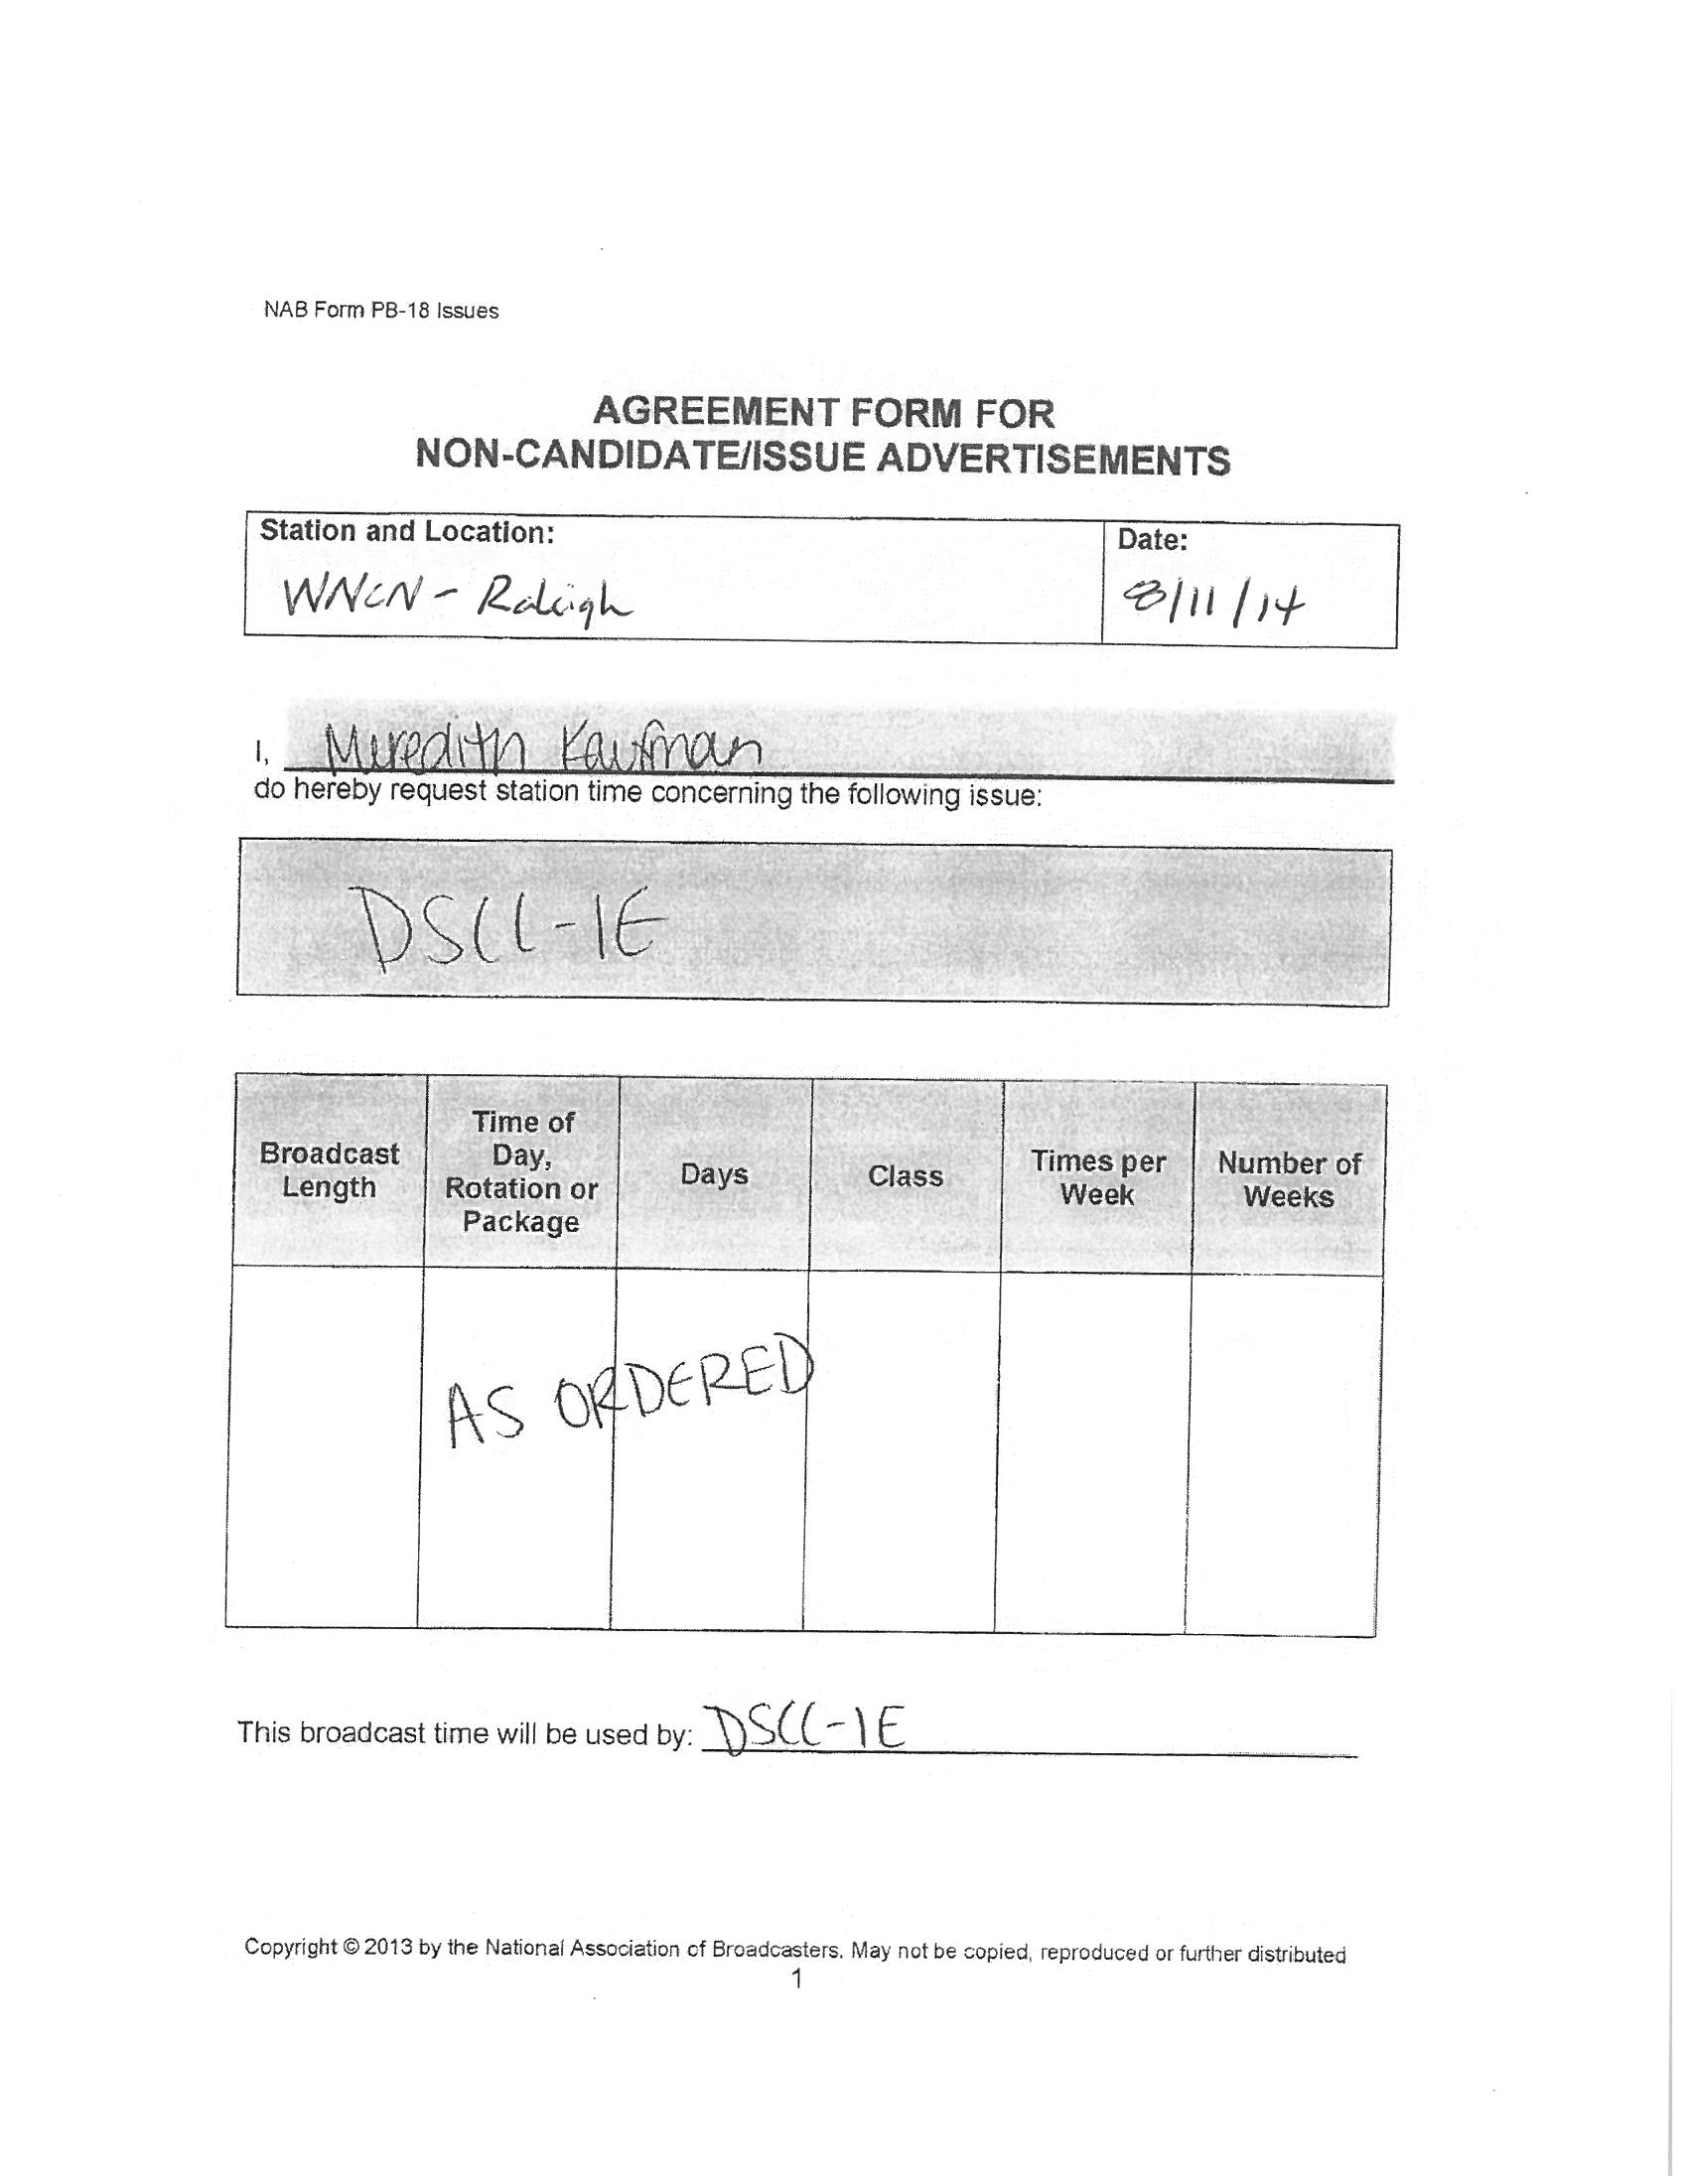 NAB Form PB-18 Issues
AGREEMENT FORM FOR
NON-CANDIDATE/ISSUE ADVERTISEMENTS
Station and Location:
Date:
WNCN - Raleigh
8/11/14
I, Meredith Kaufman
do hereby request station time concerning the following issue:
DSCC-IE
Broadcast Length
Time of Day, Rotation or Package
Days
Class
Times per Week
Number of Weeks
AS ORDERED
This broadcast time will be used by: DSCC-IE
Copyright © 2013 by the National Association of Broadcasters. May not be copied, reproduced or further distributed
1